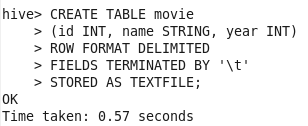 hive> CREATE TABLE movie
    > (id INT, name STRING, year INT)
    > ROW FORMAT DELIMITED
    > FIELDS TERMINATED BY '\t'
    > STORED AS TEXTFILE;
OK
Time taken: 0.57 seconds